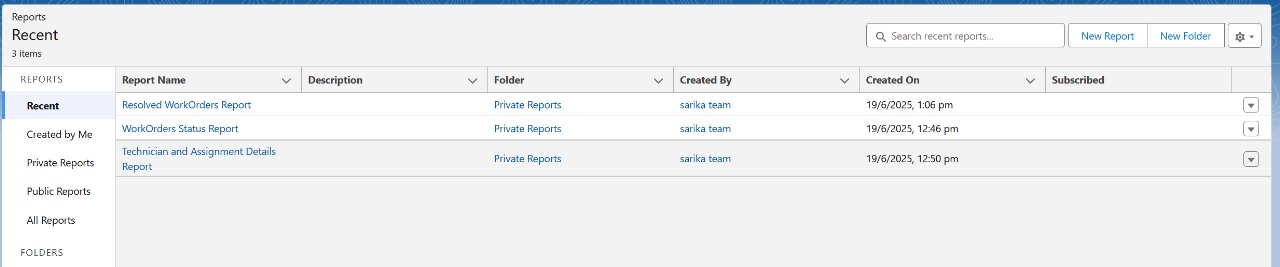 Reports
Recent
3 items
Search recent reports...
New Report
New Folder
REPORTS
Recent
Created by Me
Private Reports
Public Reports
All Reports
FOLDERS
Report Name Description Folder Created By Created On Subscribed
Resolved WorkOrders Report Private Reports sarika team 19/6/2025, 1:06 pm
WorkOrders Status Report Private Reports sarika team 19/6/2025, 12:46 pm
Technician and Assignment Details
Report Private Reports sarika team 19/6/2025, 12:50 pm